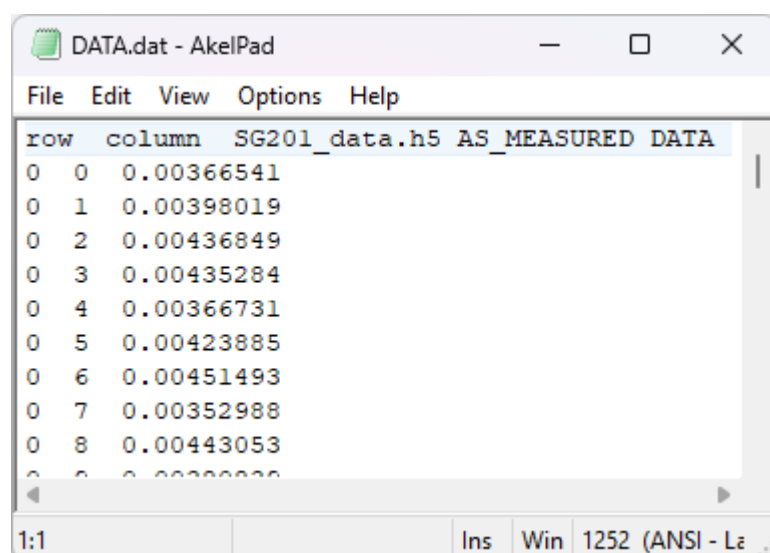 DATA.dat - AkelPad
File Edit View Options Help
row column SG201_data.h5 AS_MEASURED DATA
0 0 0.00366541
0 1 0.00398019
0 2 0.00436849
0 3 0.00435284
0 4 0.00366731
0 5 0.00423885
0 6 0.00451493
0 7 0.00352988
0 8 0.00443053
1:1 Ins Win 1252 (ANSI - La